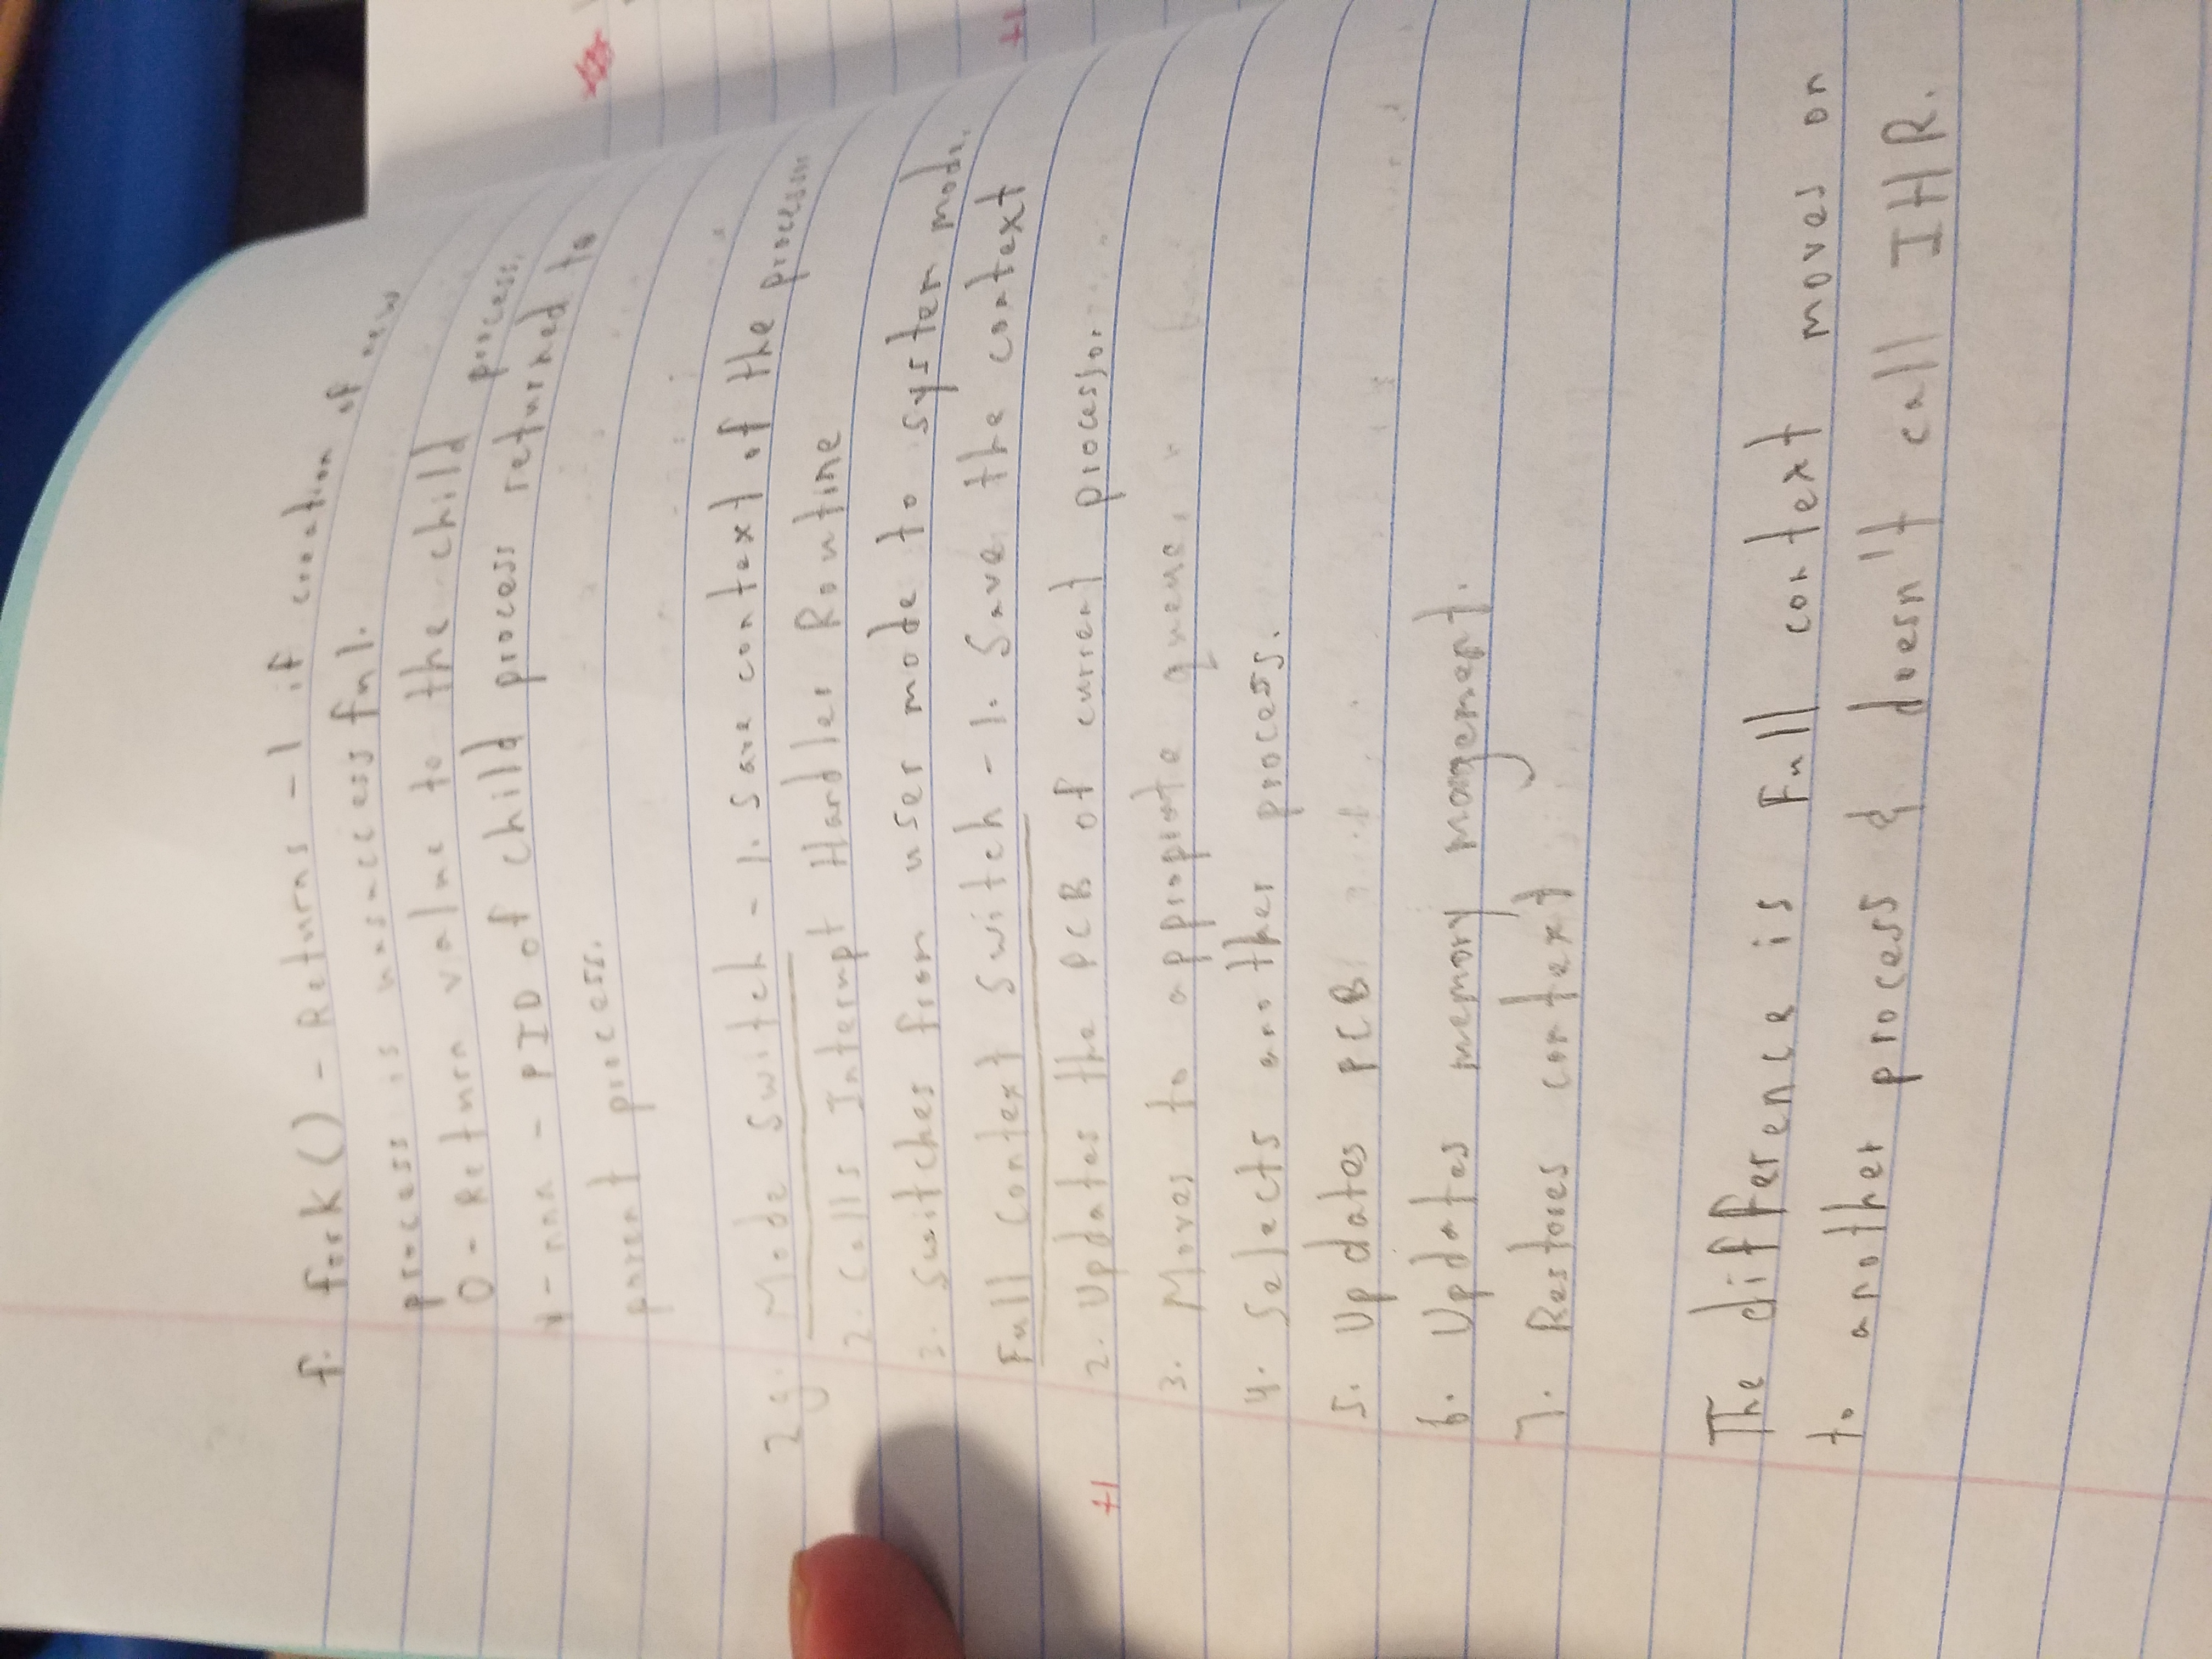 f. fork() - Returns -1 if creation of new
process is unsuccessful.
0 - Return value to the child process.
- nnn - PID of child process returned to
parent process.
2g. Mode Switch - 1. Save context of the processor
2. Calls Interrupt Handler Routine
3. Switches from user mode to system mode.
Full Context Switch - 1. Save the context
+1 2. Updates the PCB of current processor
3. Moves to appropiate queue.
4. Selects another process.
5. Updates PCB
6. Updates memory mangement.
7. Restores context
The difference is Full context moves on
to another process & doesn't call IHR.
+1